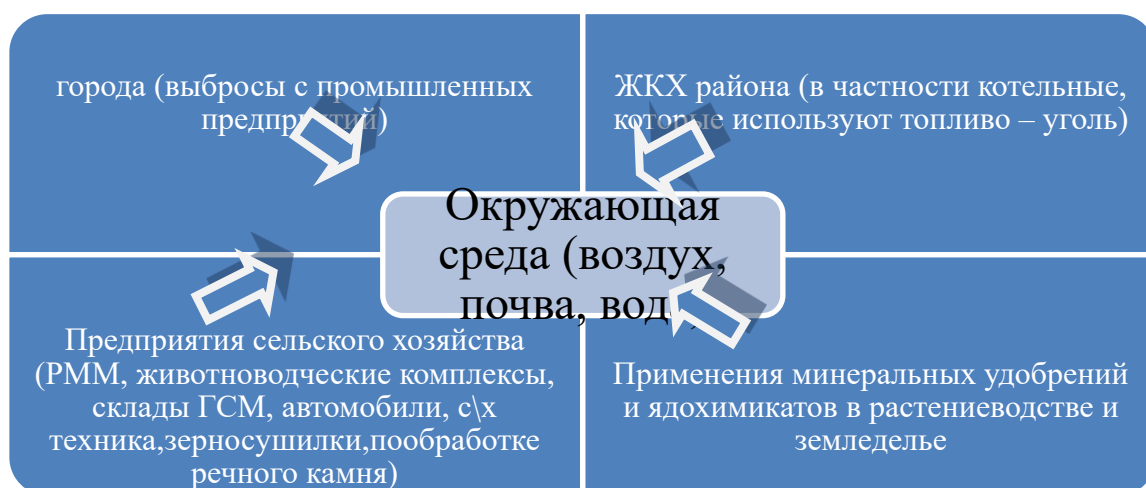 города (выбросы с промышленных
предприятий)
ЖКХ района (в частности котельные,
которые используют топливо – уголь)
Окружающая
среда (воздух,
почва, вода)
Предприятия сельского хозяйства
(РММ, животноводческие комплексы,
склады ГСМ, автомобили, с\х
техника,зерносушилки,пообработке
речного камня)
Применения минеральных удобрений
и ядохимикатов в растениеводстве и
земледелье